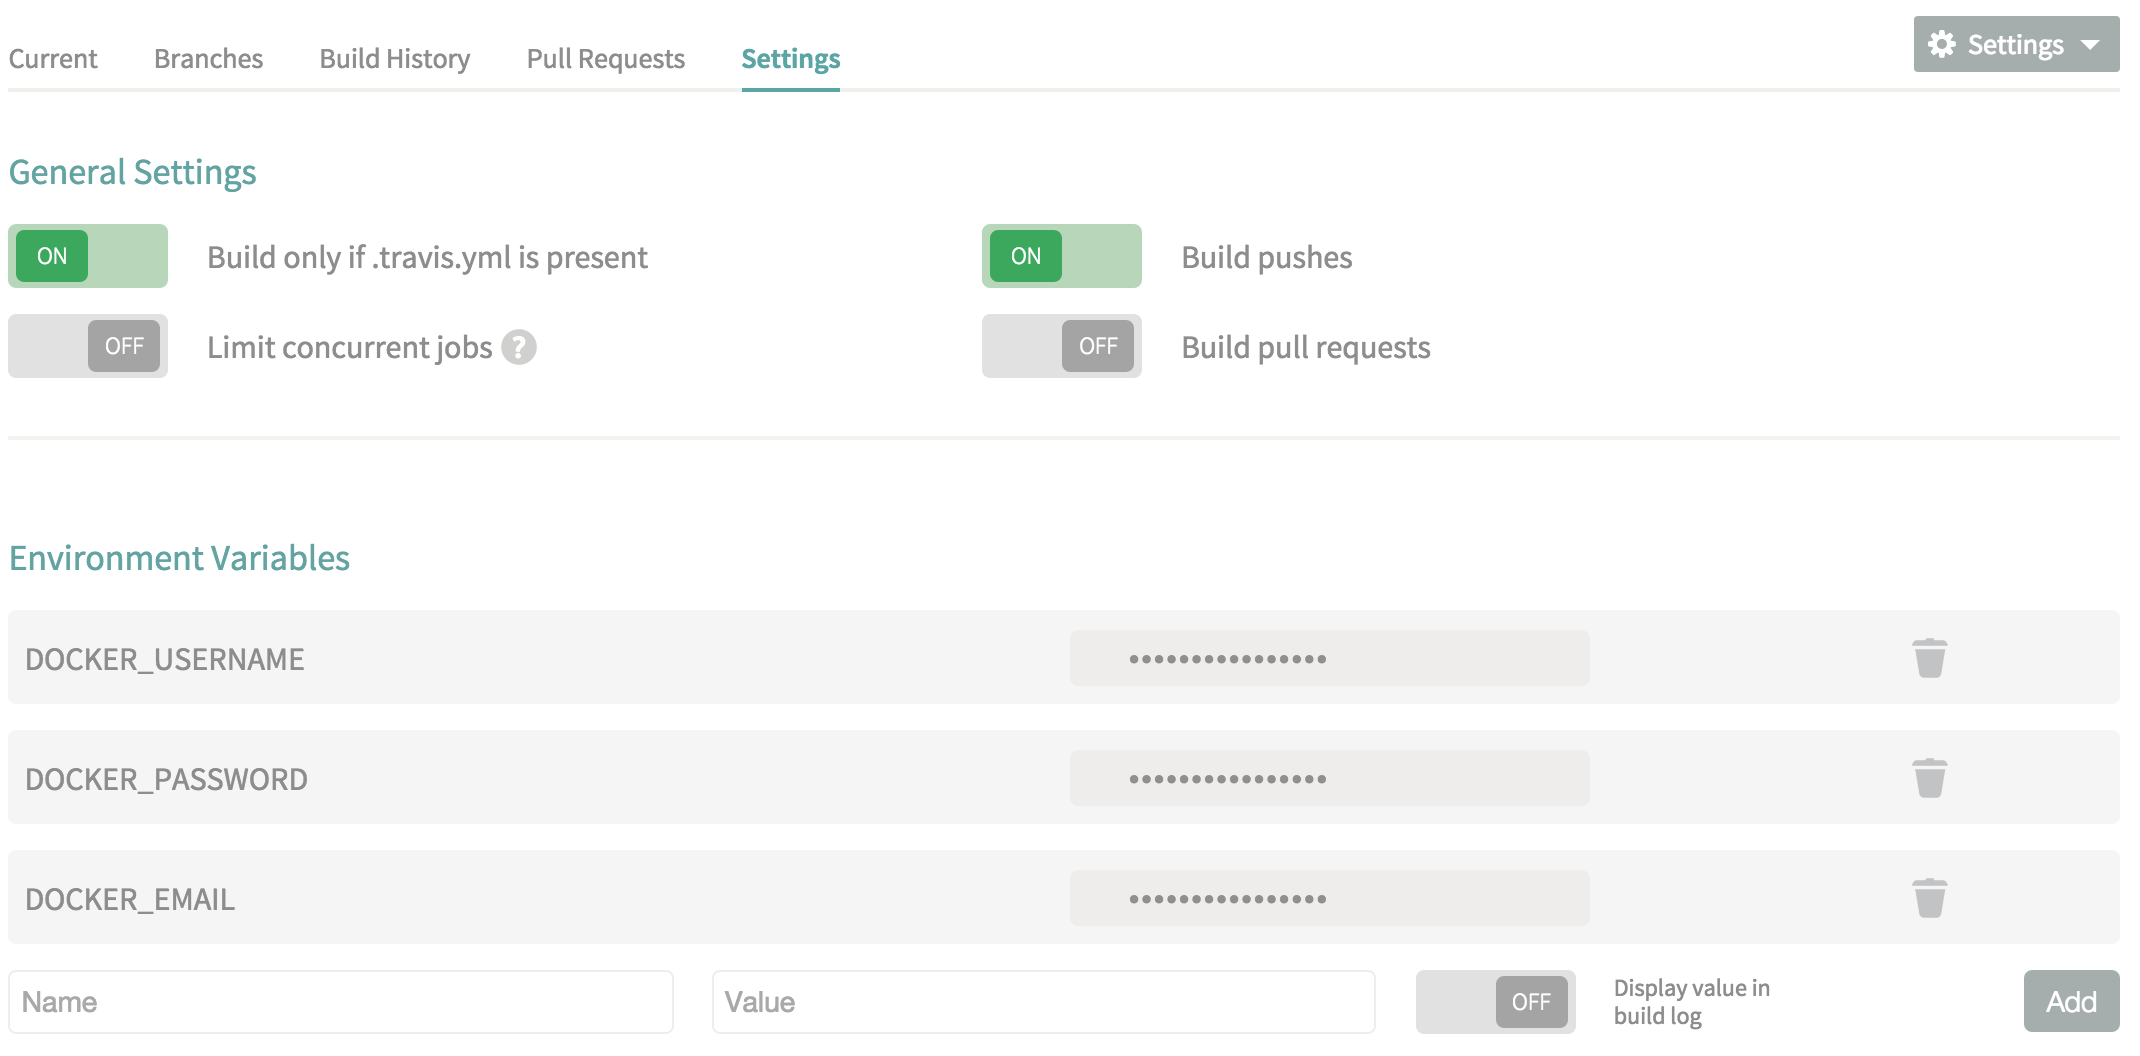 Current Branches Build History Pull Requests Settings Settings
General Settings
ON Build only if .travis.yml is present ON Build pushes
OFF Limit concurrent jobs ? OFF Build pull requests
Environment Variables
DOCKER_USERNAME ••••••••••••••••
DOCKER_PASSWORD ••••••••••••••••
DOCKER_EMAIL ••••••••••••••••
Name Value OFF Display value in
build log
Add